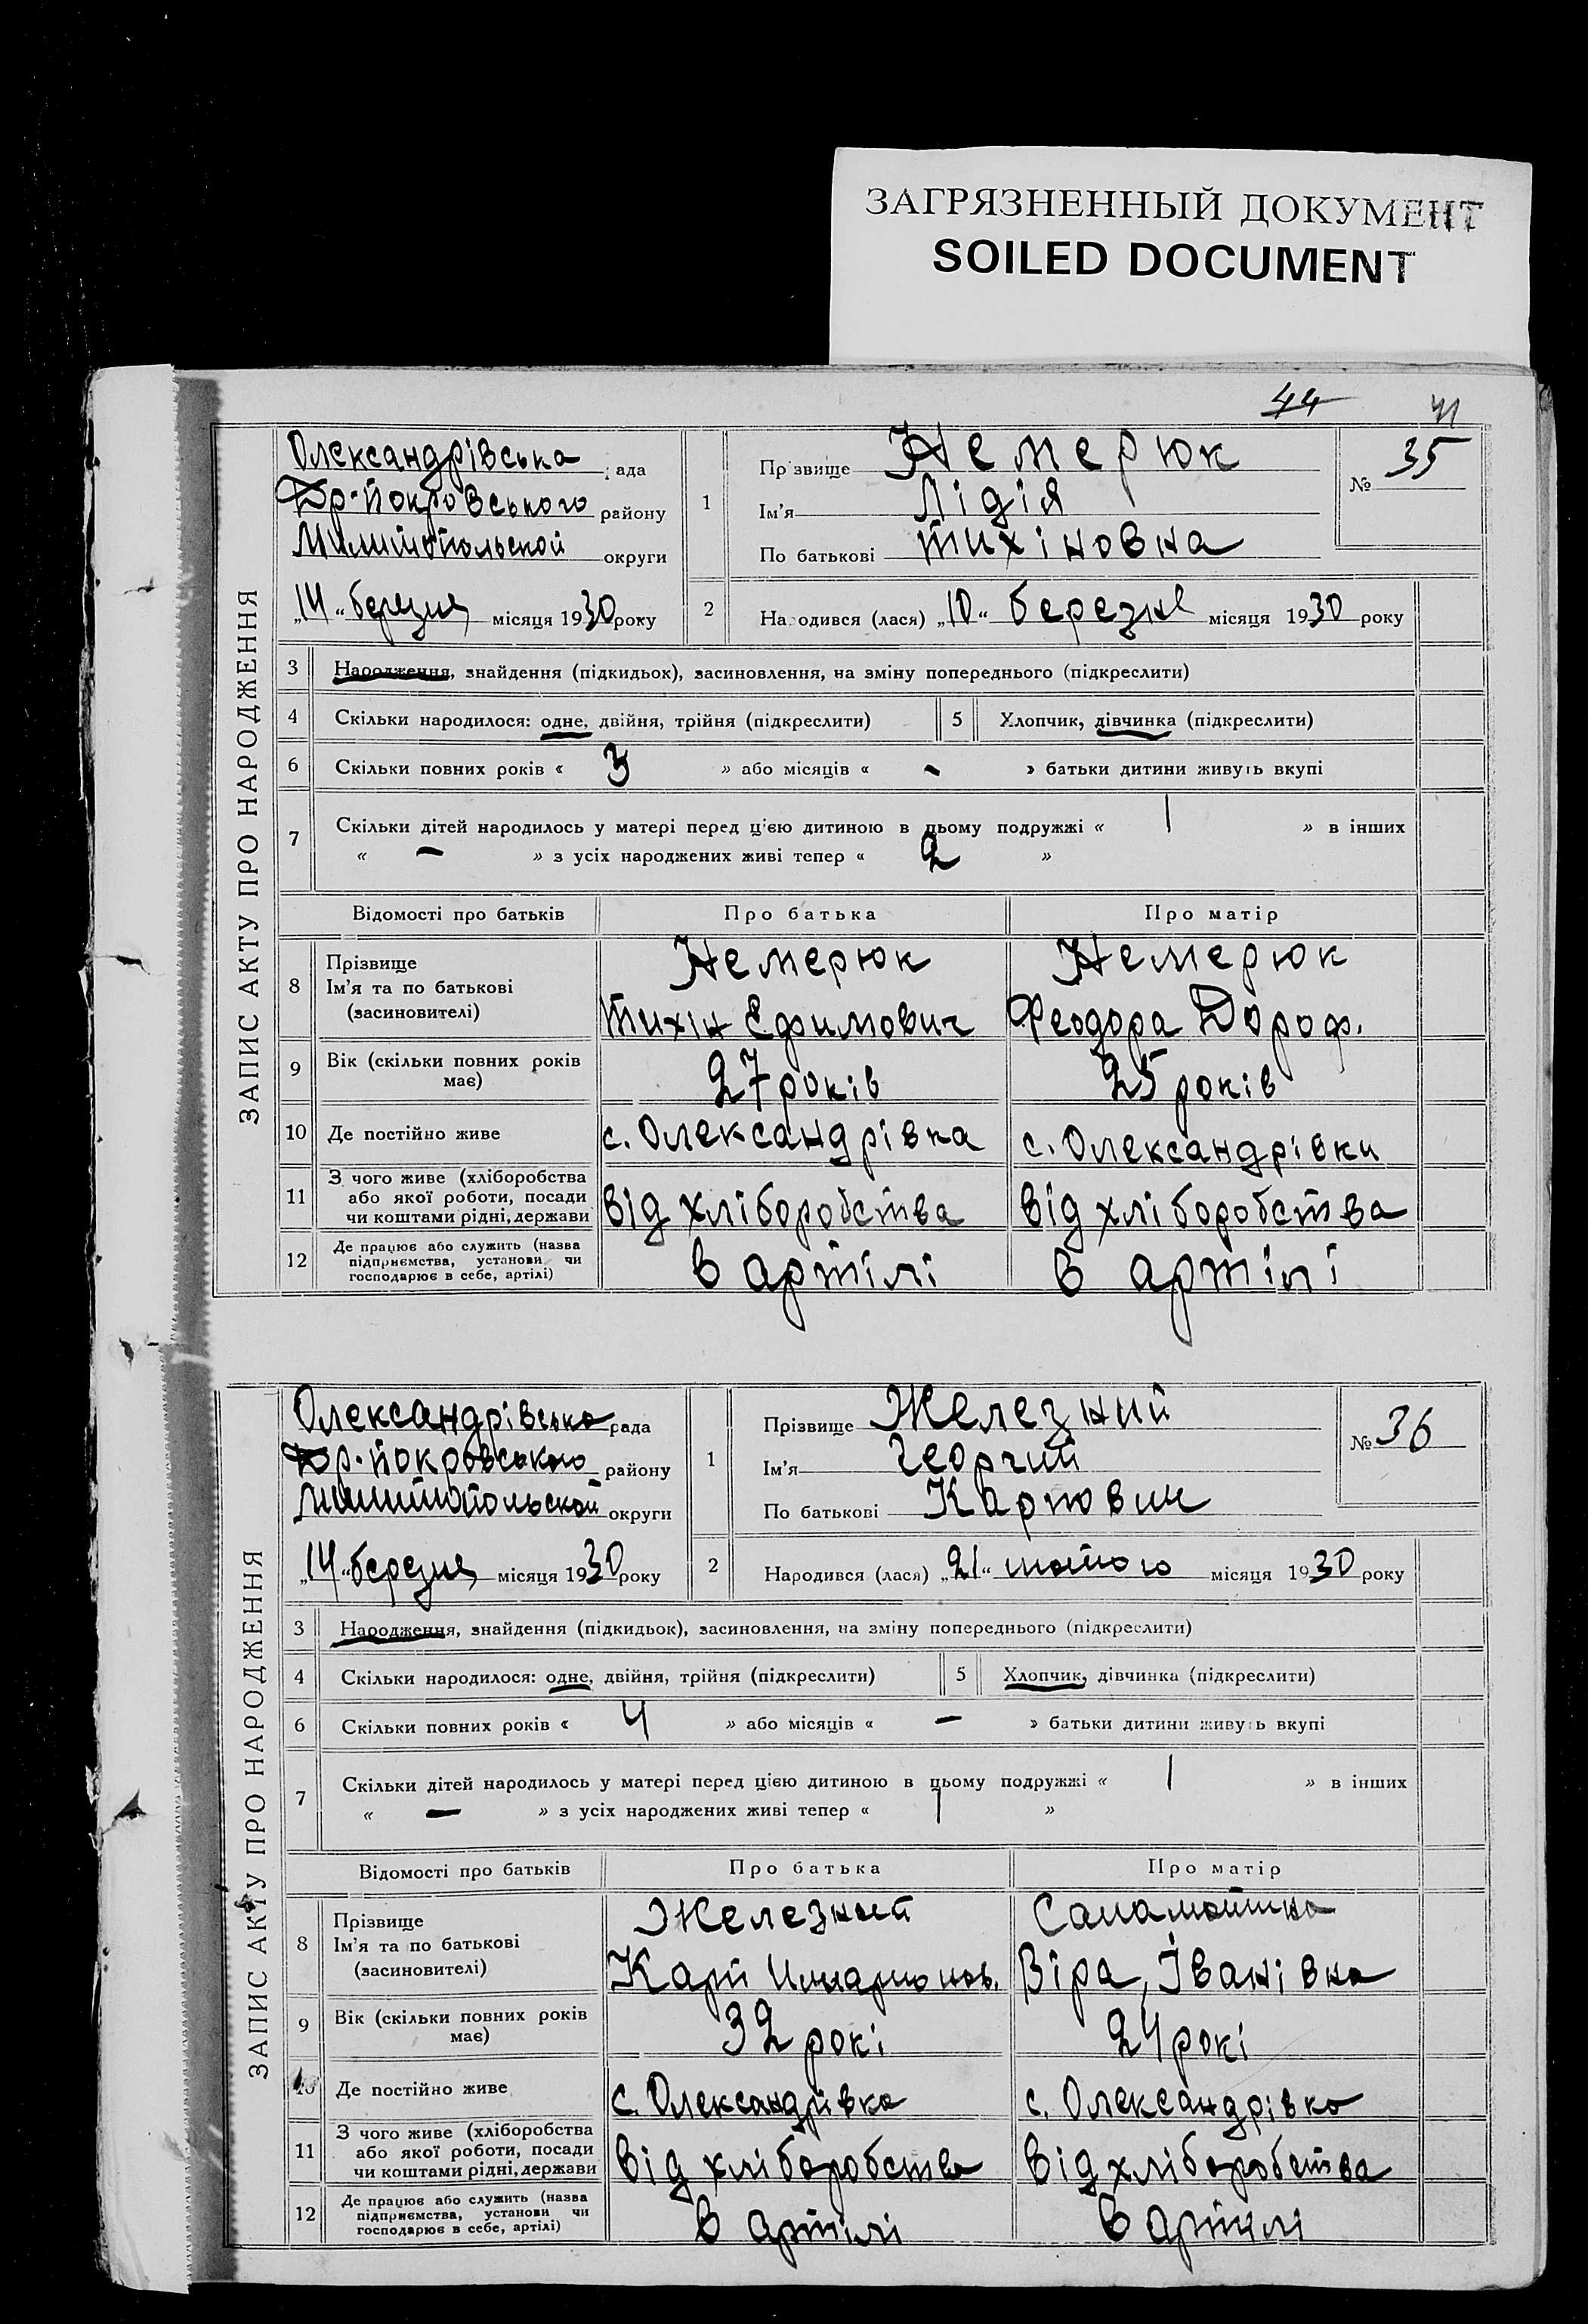 ЗАГРЯЗНЕННЫЙ ДОКУМЕНТ
SOILED DOCUMENT
44
ЗАПИС АКТУ ПРО НАРОДЖЕННЯ
Олександрівська рада
Др-Покровського району
Милитопольской округи
„14“ березня місяця 1930 року
1
Прізвище Немерюк
Ім'я Лідія
По батькові Тихіновна
№ 35
2
Народився (лася) „10“ березня місяця 1930 року
3 Народження, знайдення (підкидьок), засиновлення, на зміну попереднього (підкреслити)
4 Скільки народилося: одне, двійня, трійня (підкреслити) 5 Хлопчик, дівчинка (підкреслити)
6 Скільки повних років « 3 » або місяців « - » батьки дитини живуть вкупі
7 Скільки дітей народилось у матері перед цією дитиною в цьому подружжі « 1 » в інших
« — » з усіх народжених живі тепер « 2 »
Відомості про батьків Про батька Про матір
8 Прізвище Ім'я та по батькові (засиновителі)
Немерюк Немерюк
Тихін Єфимович Феодора Дороф.
9 Вік (скільки повних років має) 27 років 25 років
10 Де постійно живе с. Олександрівка с. Олександрівки
11 З чого живе (хліборобства або якої роботи, посади чи коштами рідні, держави від хліборобства від хліборобства
12 Де працює або служить (назва підприємства, установи чи господарює в себе, артілі) в артілі в артілі
ЗАПИС АКТУ ПРО НАРОДЖЕННЯ
Олександрівська рада
Др-Покровського району
Милитопольской округи
„14“ березня місяця 1930 року
1
Прізвище Железний
Ім'я Георгий
По батькові Карпович
№ 36
2
Народився (лася) „21“ лютого місяця 1930 року
3 Народження, знайдення (підкидьок), засиновлення, на зміну попереднього (підкреслити)
4 Скільки народилося: одне, двійня, трійня (підкреслити) 5 Хлопчик, дівчинка (підкреслити)
6 Скільки повних років « 4 » або місяців « — » батьки дитини живуть вкупі
7 Скільки дітей народилось у матері перед цією дитиною в цьому подружжі « 1 » в інших
« — » з усіх народжених живі тепер « 1 »
Відомості про батьків Про батька Про матір
8 Прізвище Ім'я та по батькові (засиновителі)
Железний
Карп Илларионов. Віра, Іванівна
9 Вік (скільки повних років має) 32 рокі 24 рокі
10 Де постійно живе с. Олександрівка с. Олександрівка
11 З чого живе (хліборобства або якої роботи, посади чи коштами рідні, держави від хліборобства від хліборобства
12 Де працює або служить (назва підприємства, установи чи господарює в себе, артілі) в артілі в артілі